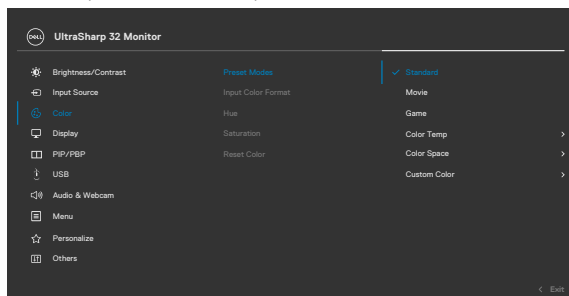 DELL
UltraSharp 32 Monitor
Brightness/Contrast
Input Source
Color
Display
PIP/PBP
USB
Audio & Webcam
Menu
Personalize
Others
Preset Modes
Input Color Format
Hue
Saturation
Reset Color
Standard
Movie
Game
Color Temp
Color Space
Custom Color
Exit